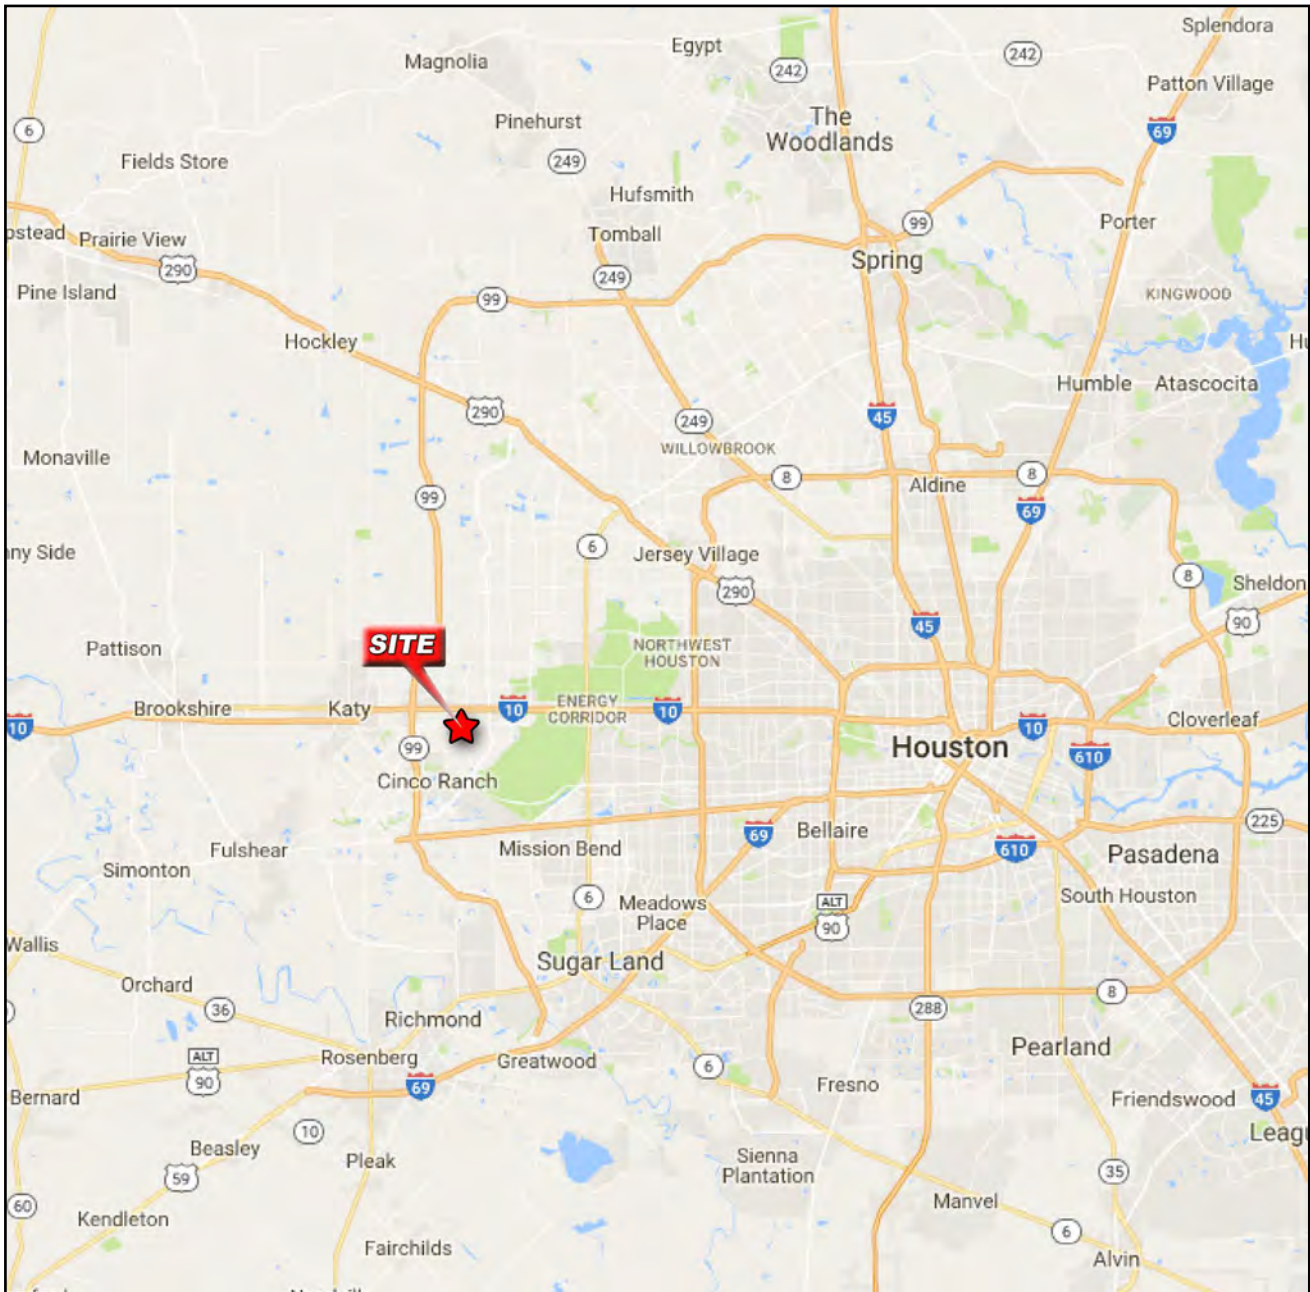 Splendora
Egypt
242
Magnolia
242
Patton Village
The
Woodlands
Pinehurst
6
69
249
Fields Store
Hufsmith
Porter
99
pstead
Prairie View
Tomball
Spring
290
249
Pine Island
99
KINGWOOD
Hockley
Hu
Humble
Atascocita
290
45
249
WILLOWBROOK
Monaville
8
8
Aldine
99
69
ny Side
6
Jersey Village
8
Sheldon
290
90
45
SITE
Pattison
NORTHWEST
HOUSTON
Brookshire
Katy
10
ENERGY
CORRIDOR
10
10
10
Cloverleaf
99
Houston
610
Cinco Ranch
225
69
Bellaire
Fulshear
Mission Bend
610
Pasadena
Simonton
6
Meadows
Place
ALT
90
South Houston
Wallis
Sugar Land
Orchard
8
36
288
Richmond
Pearland
ALT
90
Rosenberg
Greatwood
6
69
Fresno
Bernard
Friendswood
45
10
Leagu
Beasley
Pleak
Sienna
Plantation
59
35
60
Manvel
Kendleton
6
Fairchilds
Alvin